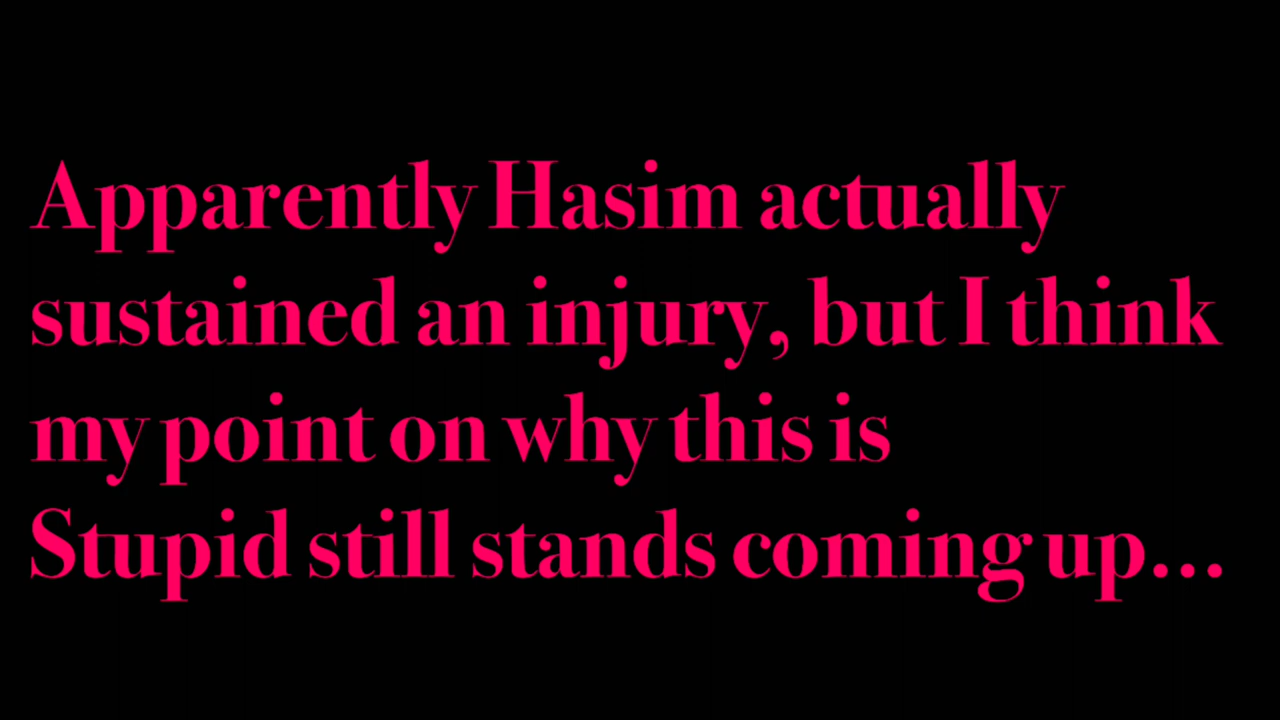 Apparently Hasim actually
sustained an injury, but I think
my point on why this is
Stupid still stands coming up...